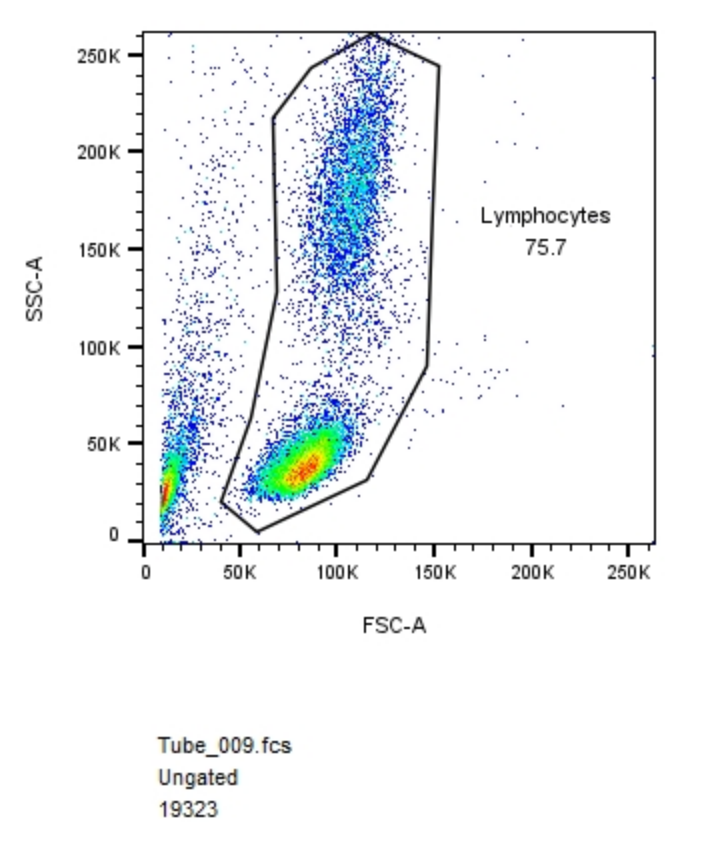 250K
200K
150K
100K
50K
0
SSC-A
Lymphocytes
75.7
0 50K 100K 150K 200K 250K
FSC-A
Tube_009.fcs
Ungated
19323